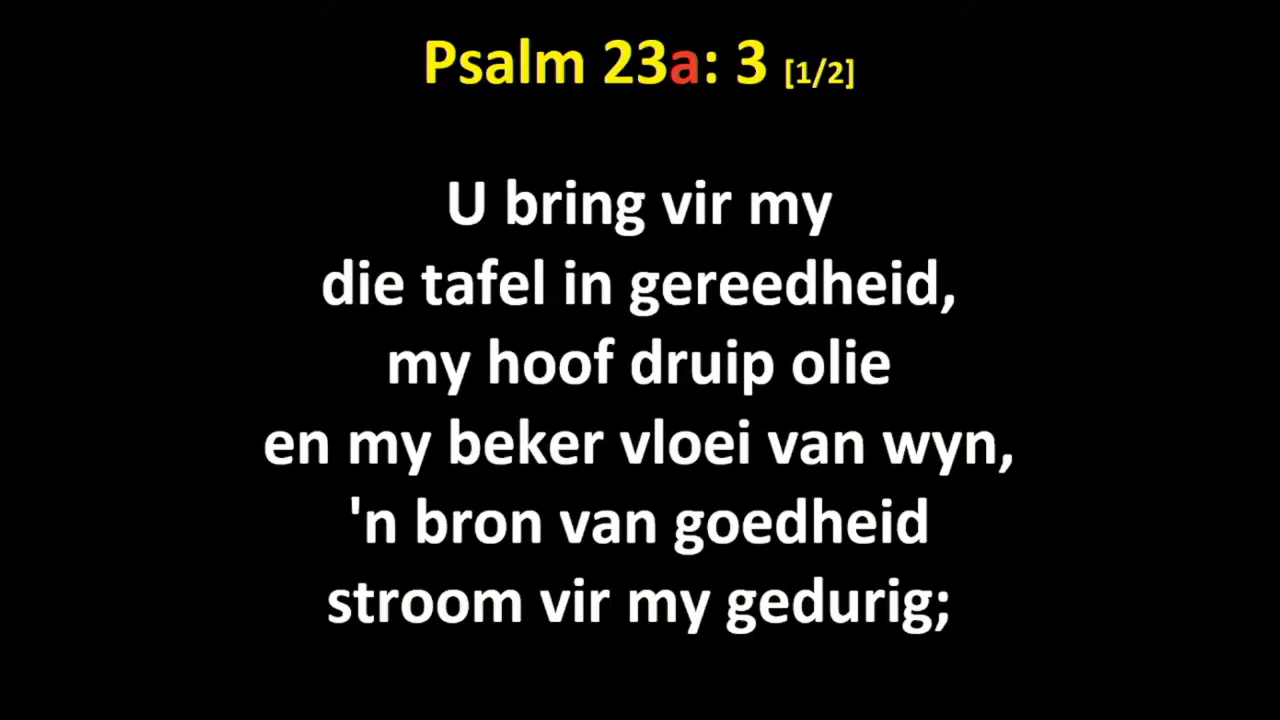 Psalm 23a: 3 [1/2]
U bring vir my
die tafel in gereedheid,
my hoof druip olie
en my beker vloei van wyn,
'n bron van goedheid
stroom vir my gedurig;